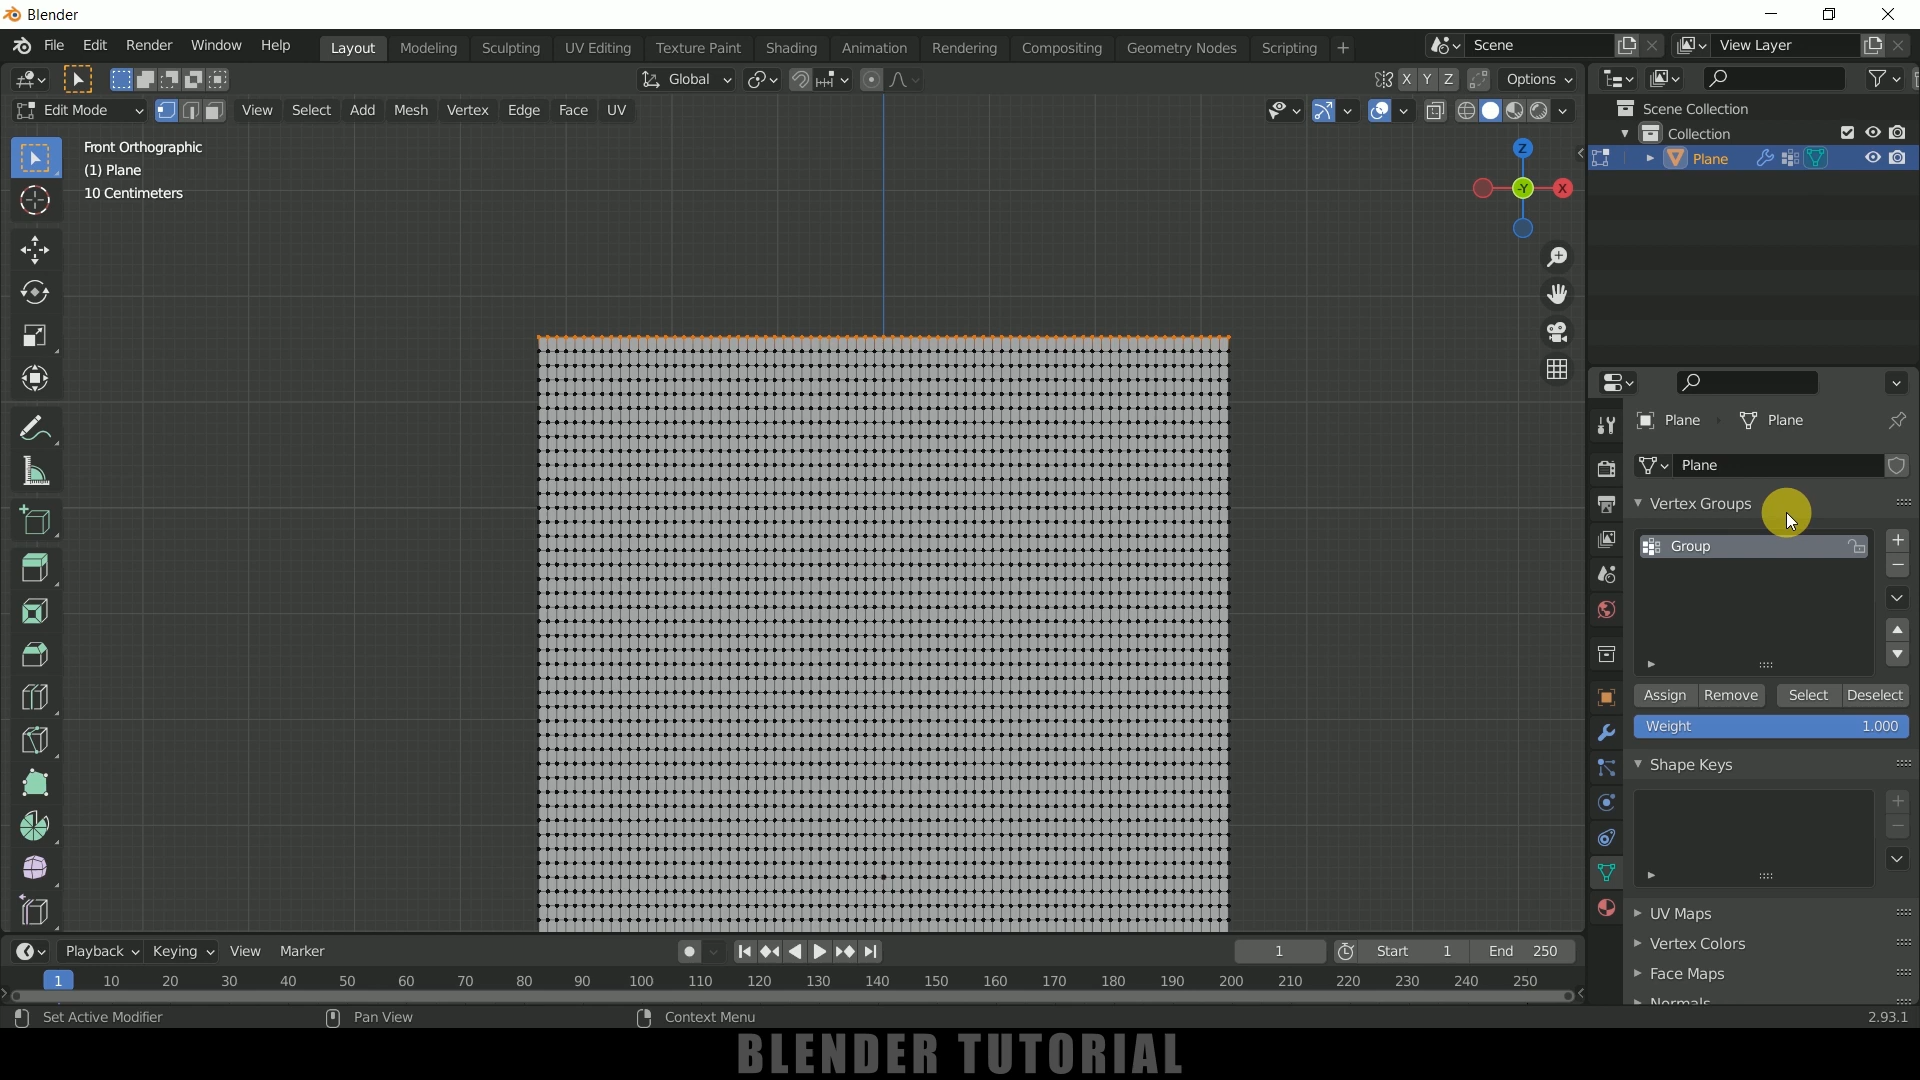 Blender
File Edit Render Window Help Layout Modeling Sculpting UV Editing Texture Paint Shading Animation Rendering Compositing Geometry Nodes Scripting + Scene View Layer
Global X Y Z Options
Edit Mode View Select Add Mesh Vertex Edge Face UV
Scene Collection
Collection
Plane
Front Orthographic
(1) Plane
10 Centimeters
Z
-Y X
Plane Plane
Plane
Vertex Groups
Group
Assign Remove Select Deselect
Weight 1.000
Shape Keys
UV Maps
Vertex Colors
Face Maps
Normals
Playback Keying View Marker 1 Start 1 End 250
1 10 20 30 40 50 60 70 80 90 100 110 120 130 140 150 160 170 180 190 200 210 220 230 240 250
Set Active Modifier Pan View Context Menu 2.93.1
BLENDER TUTORIAL